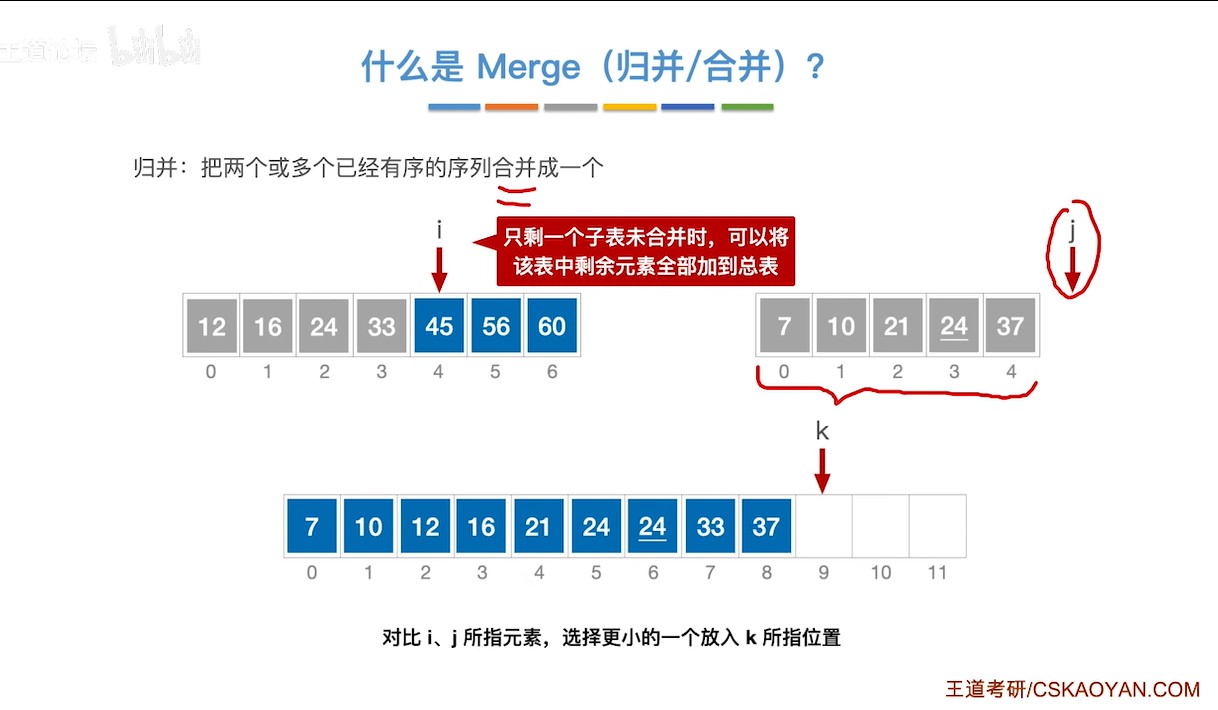 王道论坛 bilibili
什么是 Merge（归并/合并）？
归并：把两个或多个已经有序的序列合并成一个
i
只剩一个子表未合并时，可以将
该表中剩余元素全部加到总表
j
12 16 24 33 45 56 60
0 1 2 3 4 5 6
7 10 21 24 37
0 1 2 3 4
k
7 10 12 16 21 24 24 33 37
0 1 2 3 4 5 6 7 8 9 10 11
对比 i、j 所指元素，选择更小的一个放入 k 所指位置
王道考研/CSKAOYAN.COM